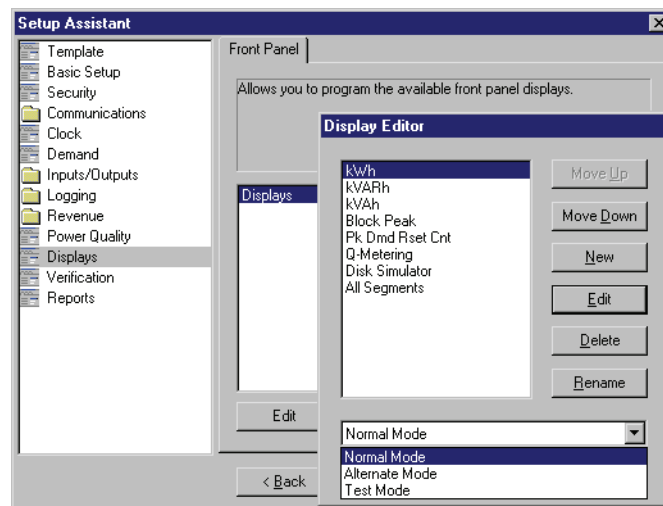 Setup Assistant
Template
Basic Setup
Security
Communications
Clock
Demand
Inputs/Outputs
Logging
Revenue
Power Quality
Displays
Verification
Reports
Front Panel
Allows you to program the available front panel displays.
Displays
Edit
< Back
Display Editor
kWh
kVARh
kVAh
Block Peak
Pk Dmd Rset Cnt
Q-Metering
Disk Simulator
All Segments
Move Up
Move Down
New
Edit
Delete
Rename
Normal Mode
Normal Mode
Alternate Mode
Test Mode